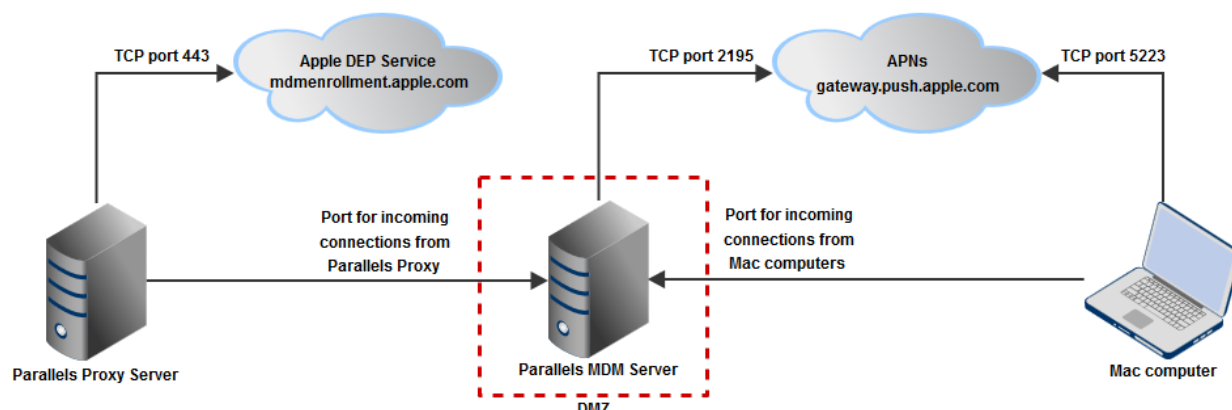 TCP port 443
Apple DEP Service
mdmenrollment.apple.com
TCP port 2195
APNs
gateway.push.apple.com
TCP port 5223
Port for incoming
connections from
Parallels Proxy
Port for incoming
connections from
Mac computers
Parallels Proxy Server
Parallels MDM Server
Mac computer
DMZ